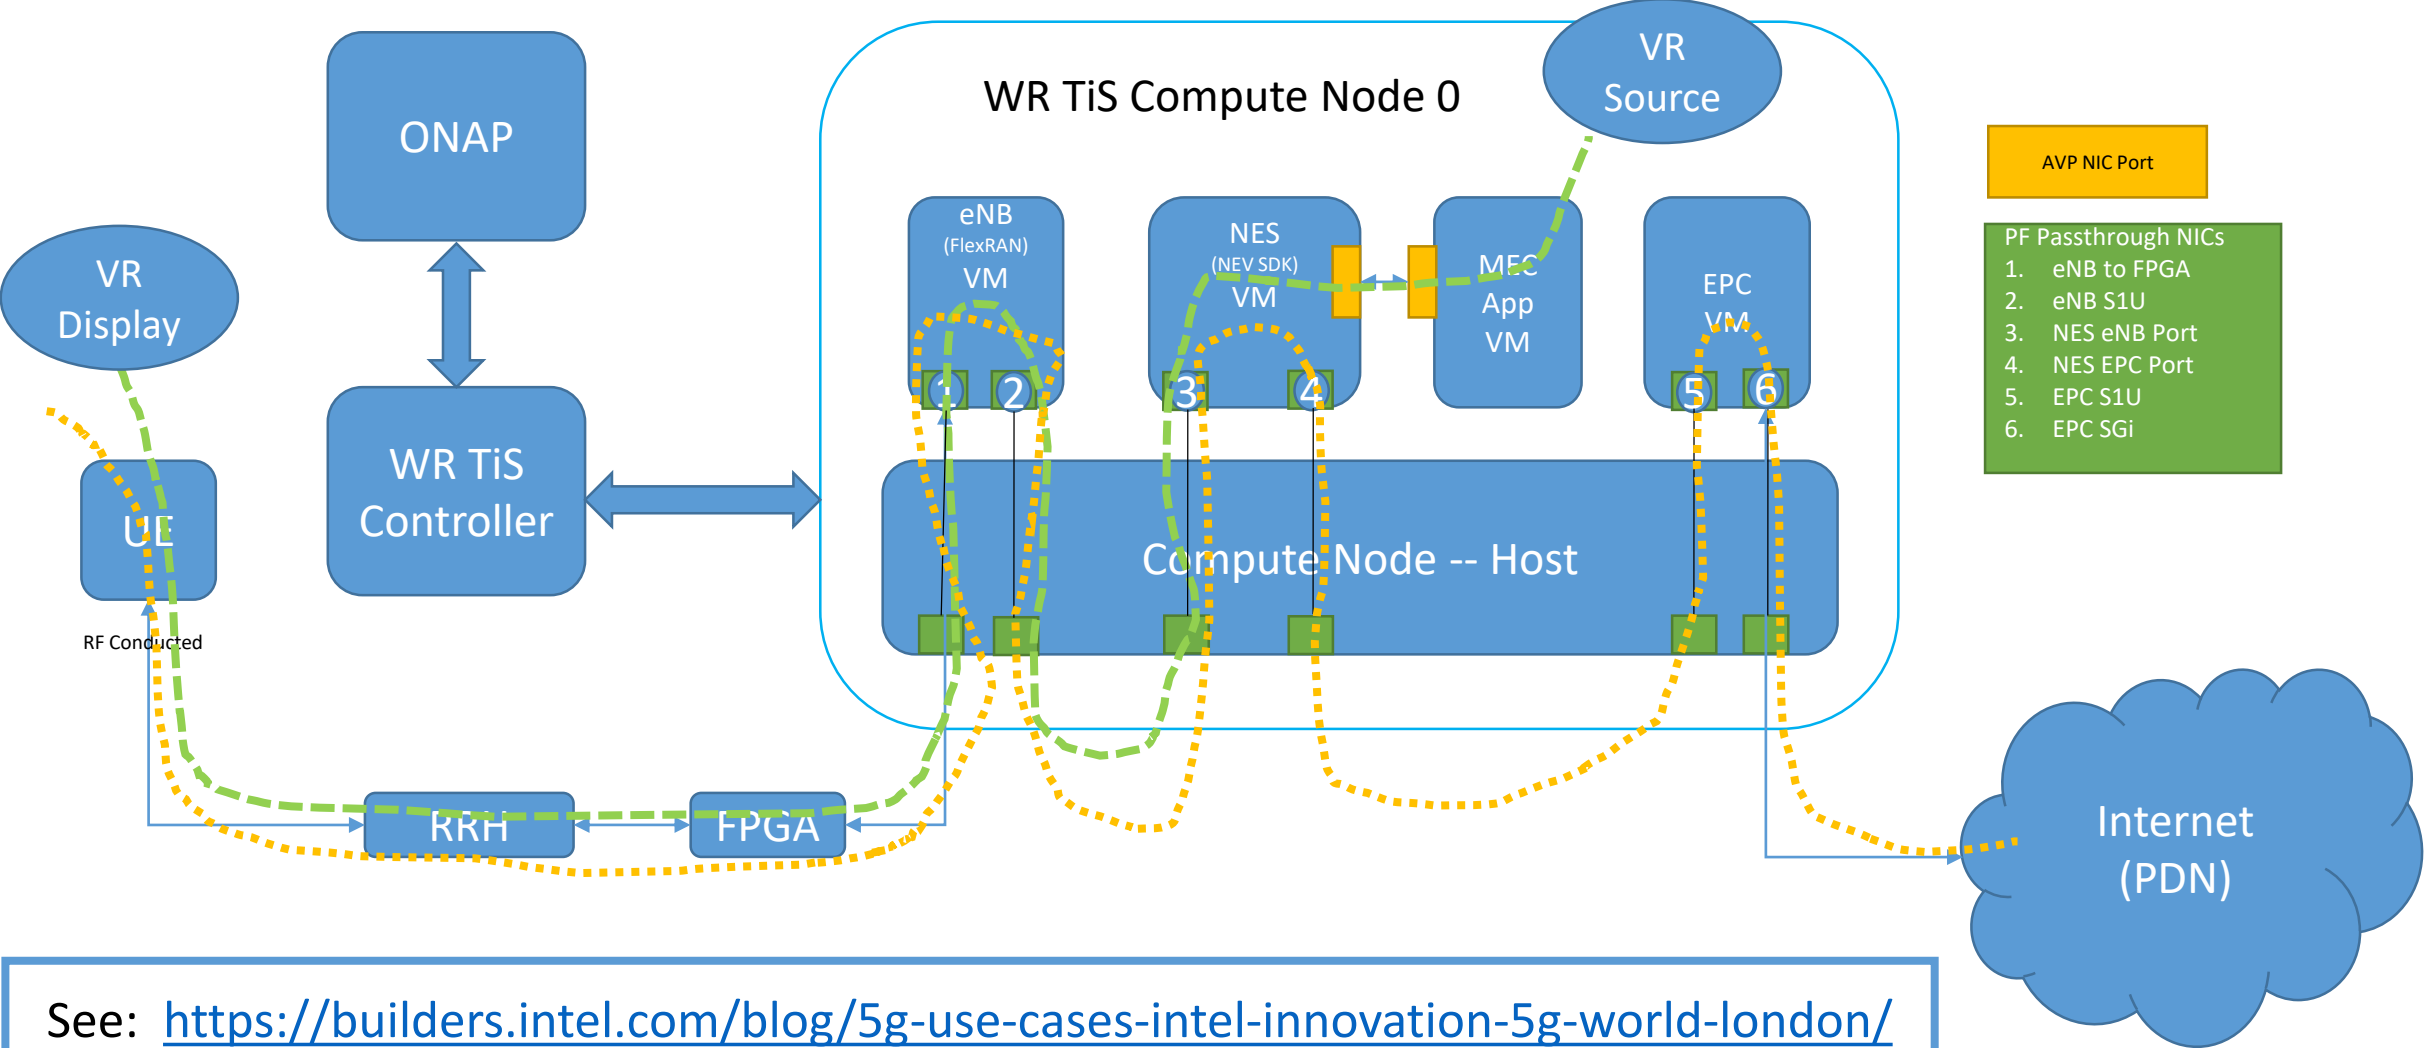 VR
Source
WR TiS Compute Node 0
ONAP
AVP NIC Port
eNB
(FlexRAN)
VM
NES
(NEV SDK)
VM
MEC
App
VM
EPC
VM
PF Passthrough NICs
1. eNB to FPGA
2. eNB S1U
3. NES eNB Port
4. NES EPC Port
5. EPC S1U
6. EPC SGi
VR
Display
1
2
3
4
5
6
WR TiS
Controller
UE
Compute Node -- Host
RF Conducted
RRH
FPGA
Internet
(PDN)
See: https://builders.intel.com/blog/5g-use-cases-intel-innovation-5g-world-london/